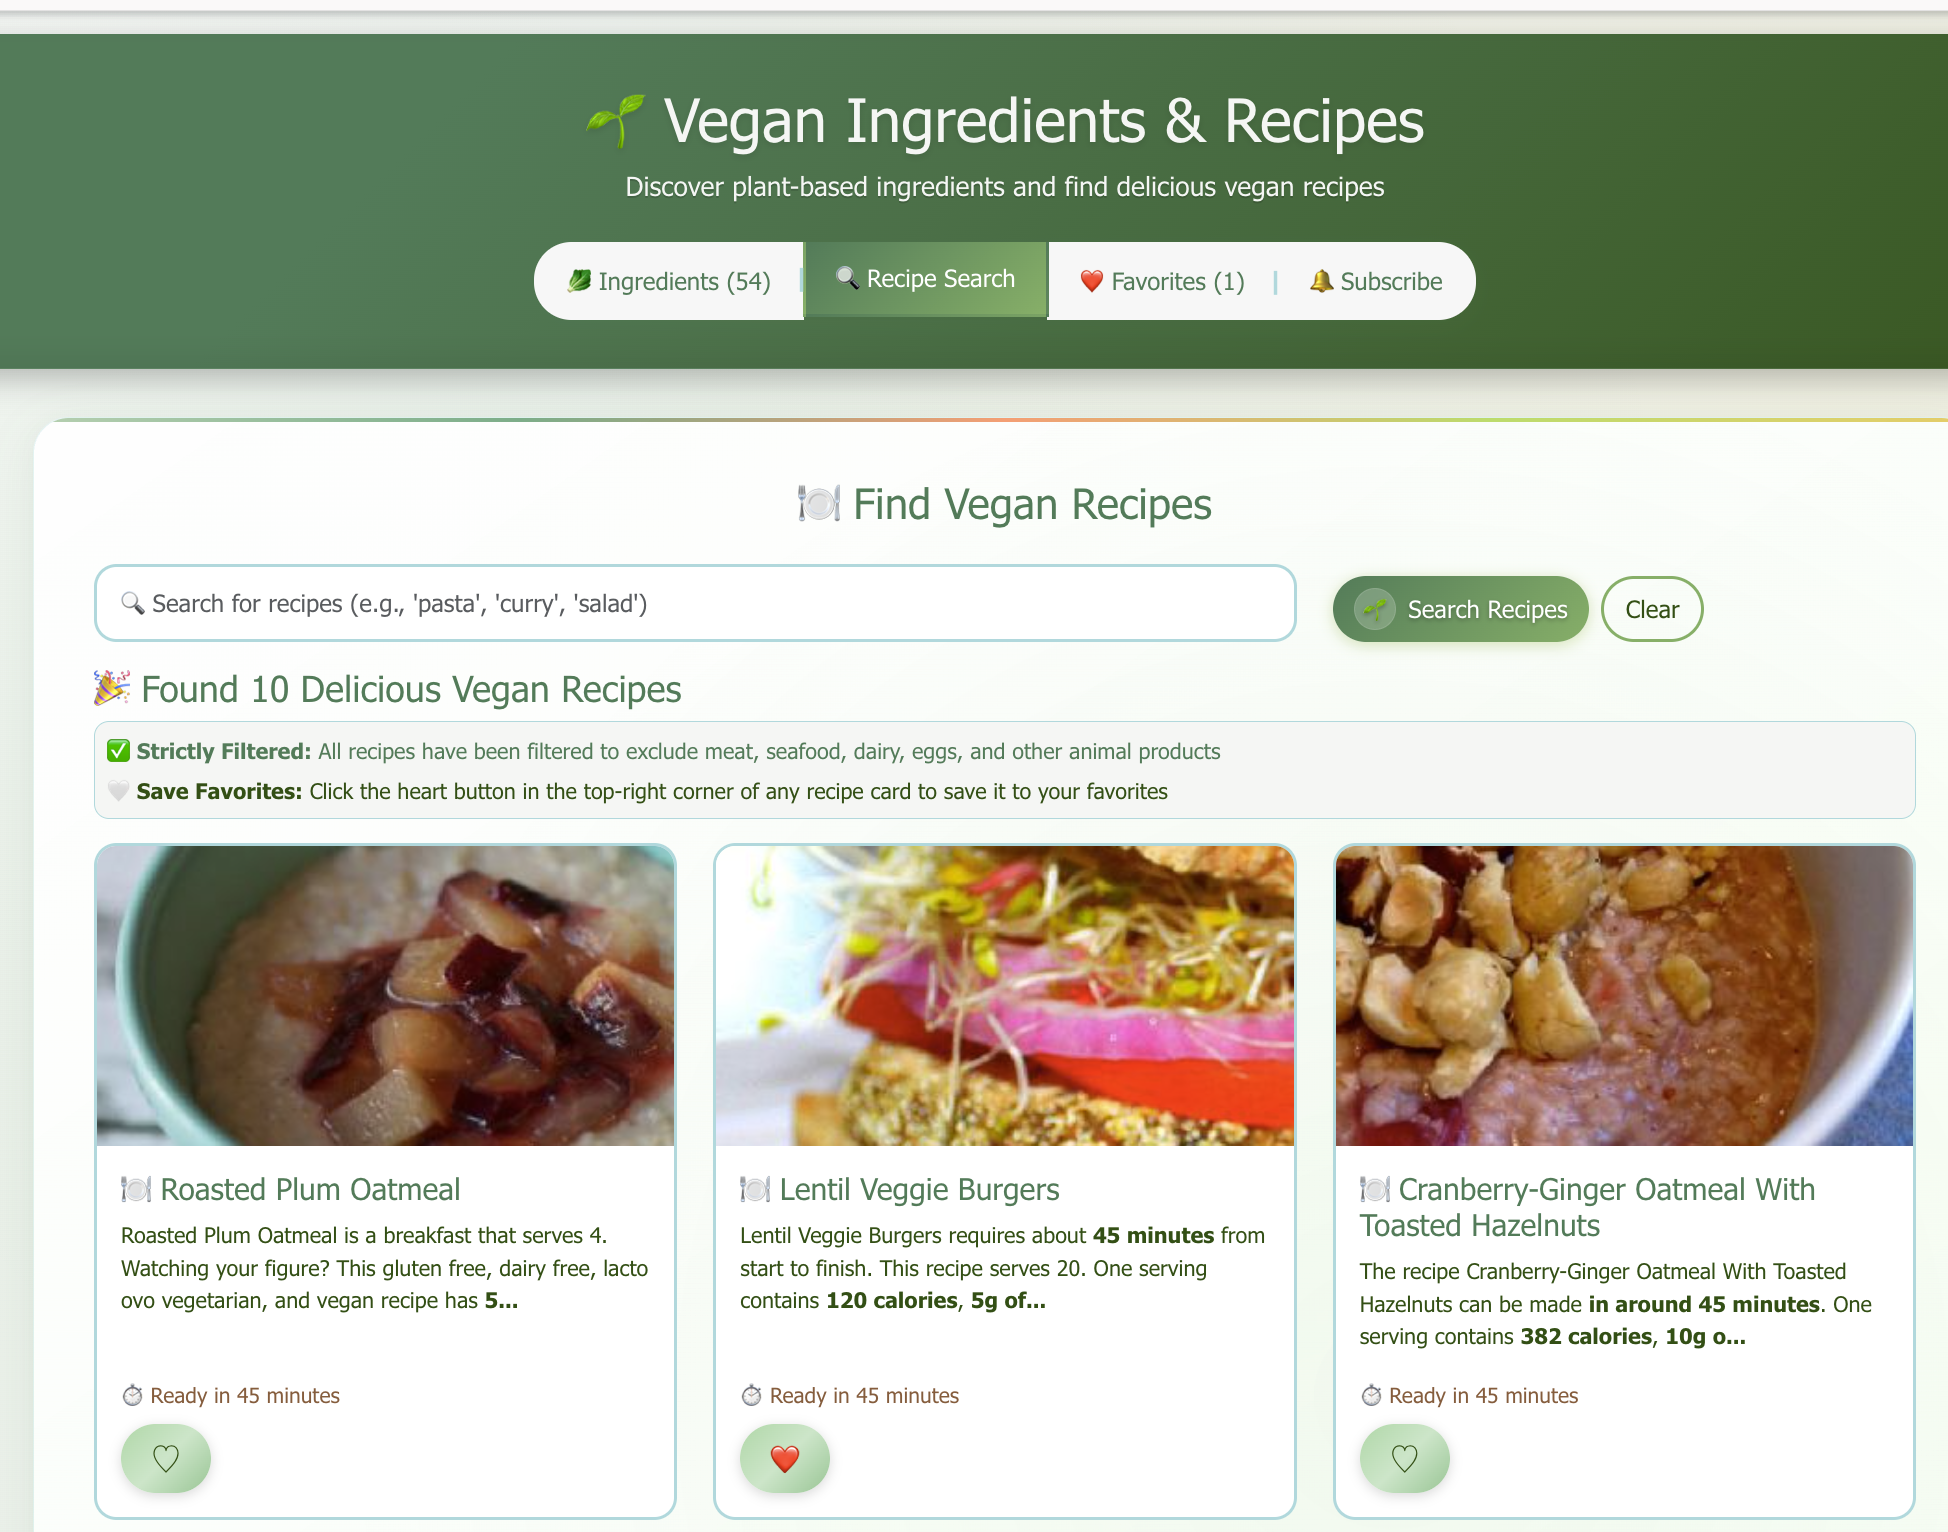 🌱 Vegan Ingredients & Recipes
Discover plant-based ingredients and find delicious vegan recipes
🥬 Ingredients (54) | 🔍 Recipe Search ❤️ Favorites (1) | 🔔 Subscribe
🍽️ Find Vegan Recipes
🔍 Search for recipes (e.g., 'pasta', 'curry', 'salad')
🌱 Search Recipes
Clear
🎉 Found 10 Delicious Vegan Recipes
✅ Strictly Filtered: All recipes have been filtered to exclude meat, seafood, dairy, eggs, and other animal products
🤍 Save Favorites: Click the heart button in the top-right corner of any recipe card to save it to your favorites
🍽️ Roasted Plum Oatmeal
Roasted Plum Oatmeal is a breakfast that serves 4.
Watching your figure? This gluten free, dairy free, lacto
ovo vegetarian, and vegan recipe has 5...
⏱️ Ready in 45 minutes
♡
🍽️ Lentil Veggie Burgers
Lentil Veggie Burgers requires about 45 minutes from
start to finish. This recipe serves 20. One serving
contains 120 calories, 5g of...
⏱️ Ready in 45 minutes
❤️
🍽️ Cranberry-Ginger Oatmeal With
Toasted Hazelnuts
The recipe Cranberry-Ginger Oatmeal With Toasted
Hazelnuts can be made in around 45 minutes. One
serving contains 382 calories, 10g o...
⏱️ Ready in 45 minutes
♡